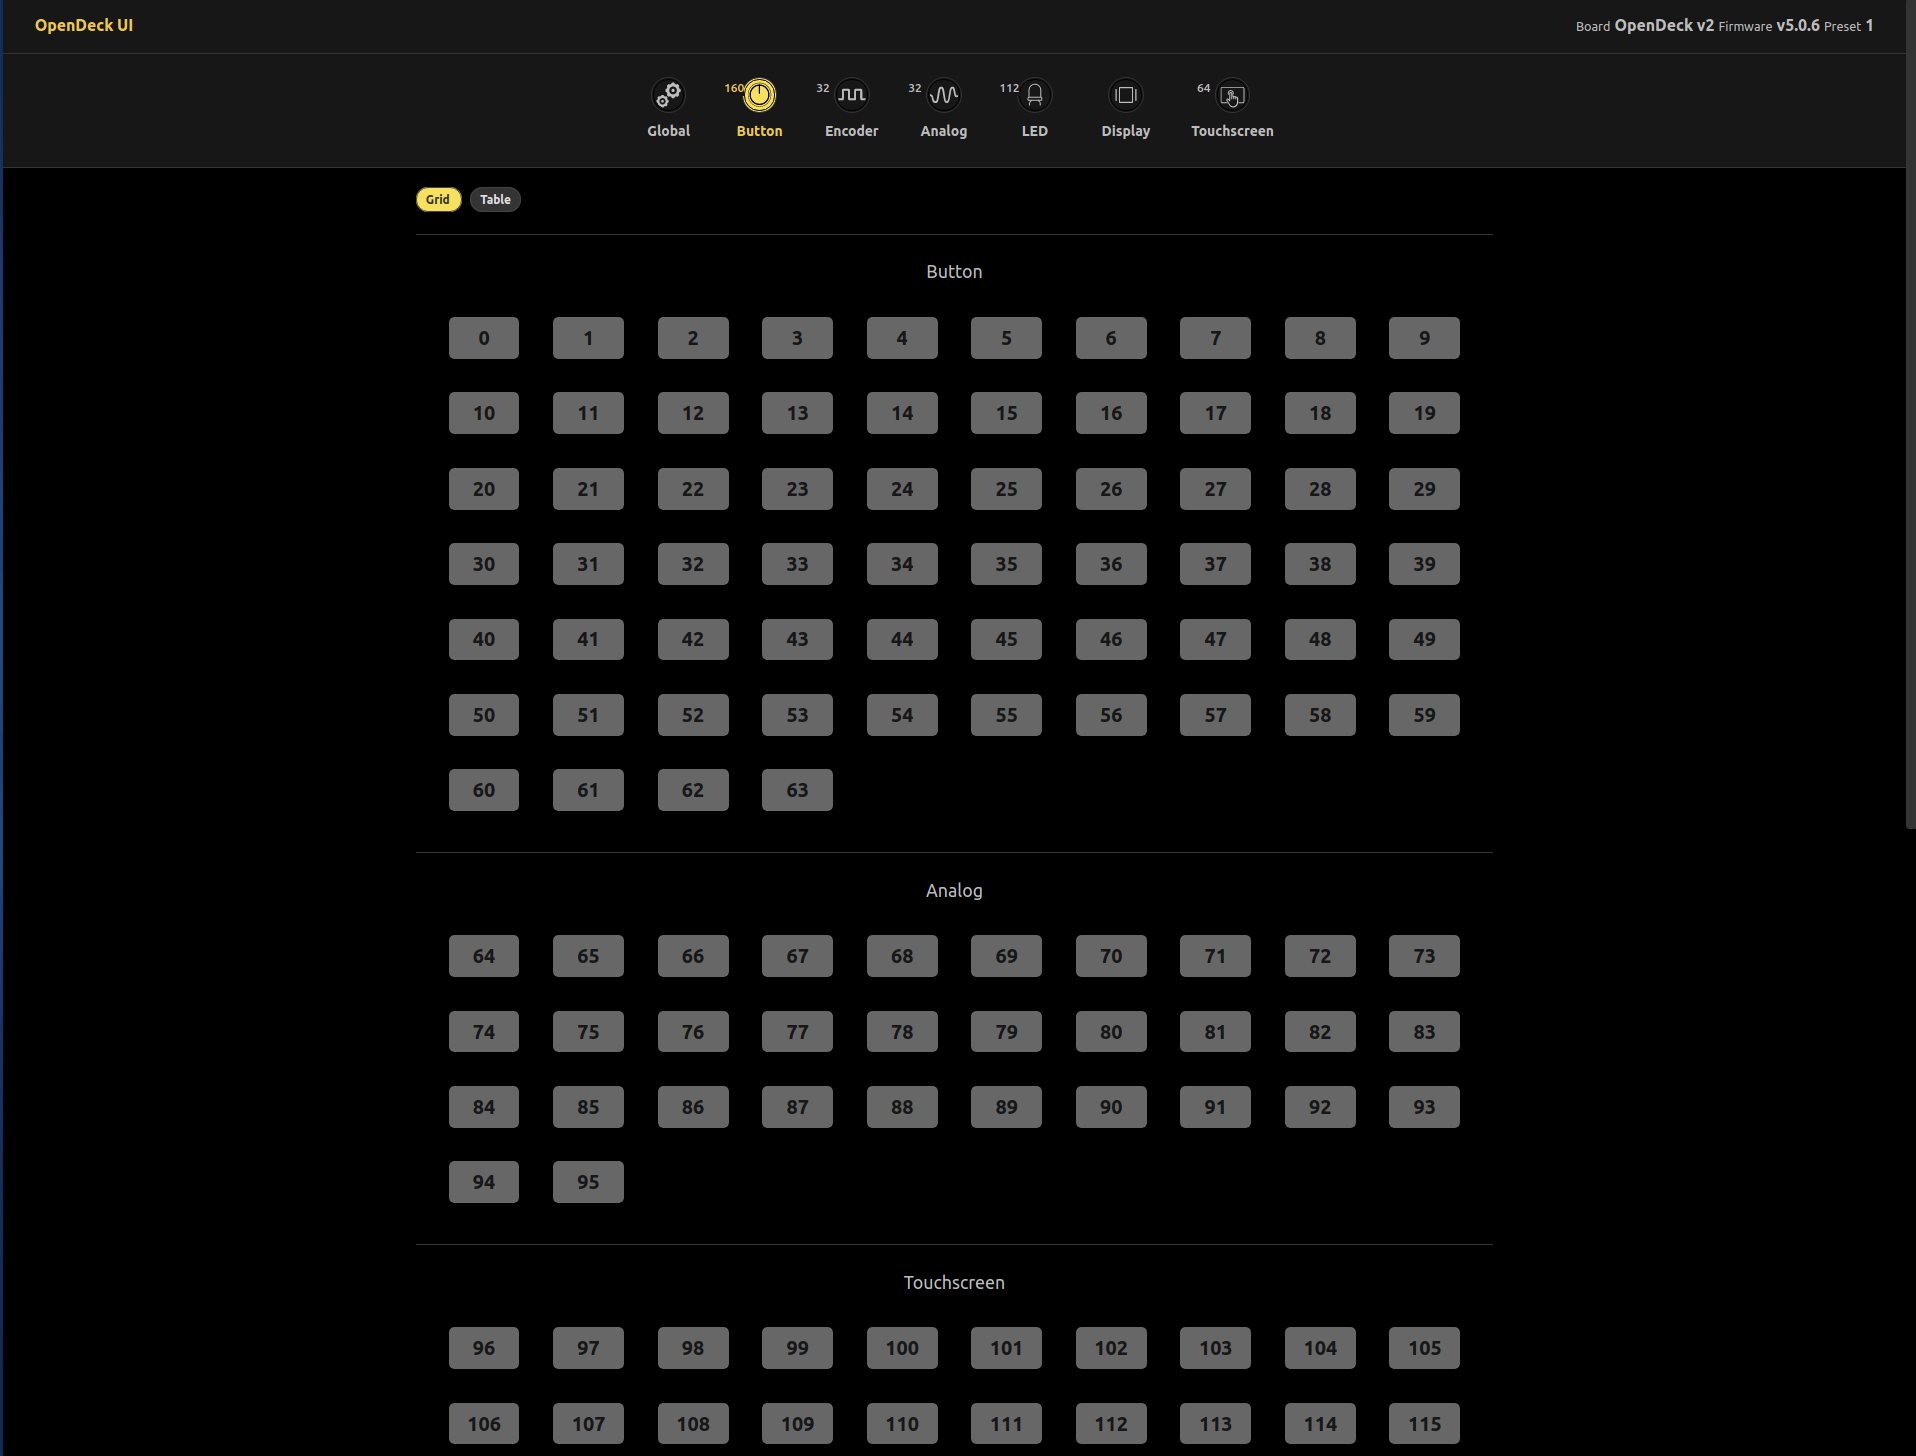 OpenDeck UI
Board OpenDeck v2 Firmware v5.0.6 Preset 1
160 32 32 112 64
Global Button Encoder Analog LED Display Touchscreen
Grid Table
Button
0 1 2 3 4 5 6 7 8 9
10 11 12 13 14 15 16 17 18 19
20 21 22 23 24 25 26 27 28 29
30 31 32 33 34 35 36 37 38 39
40 41 42 43 44 45 46 47 48 49
50 51 52 53 54 55 56 57 58 59
60 61 62 63
Analog
64 65 66 67 68 69 70 71 72 73
74 75 76 77 78 79 80 81 82 83
84 85 86 87 88 89 90 91 92 93
94 95
Touchscreen
96 97 98 99 100 101 102 103 104 105
106 107 108 109 110 111 112 113 114 115